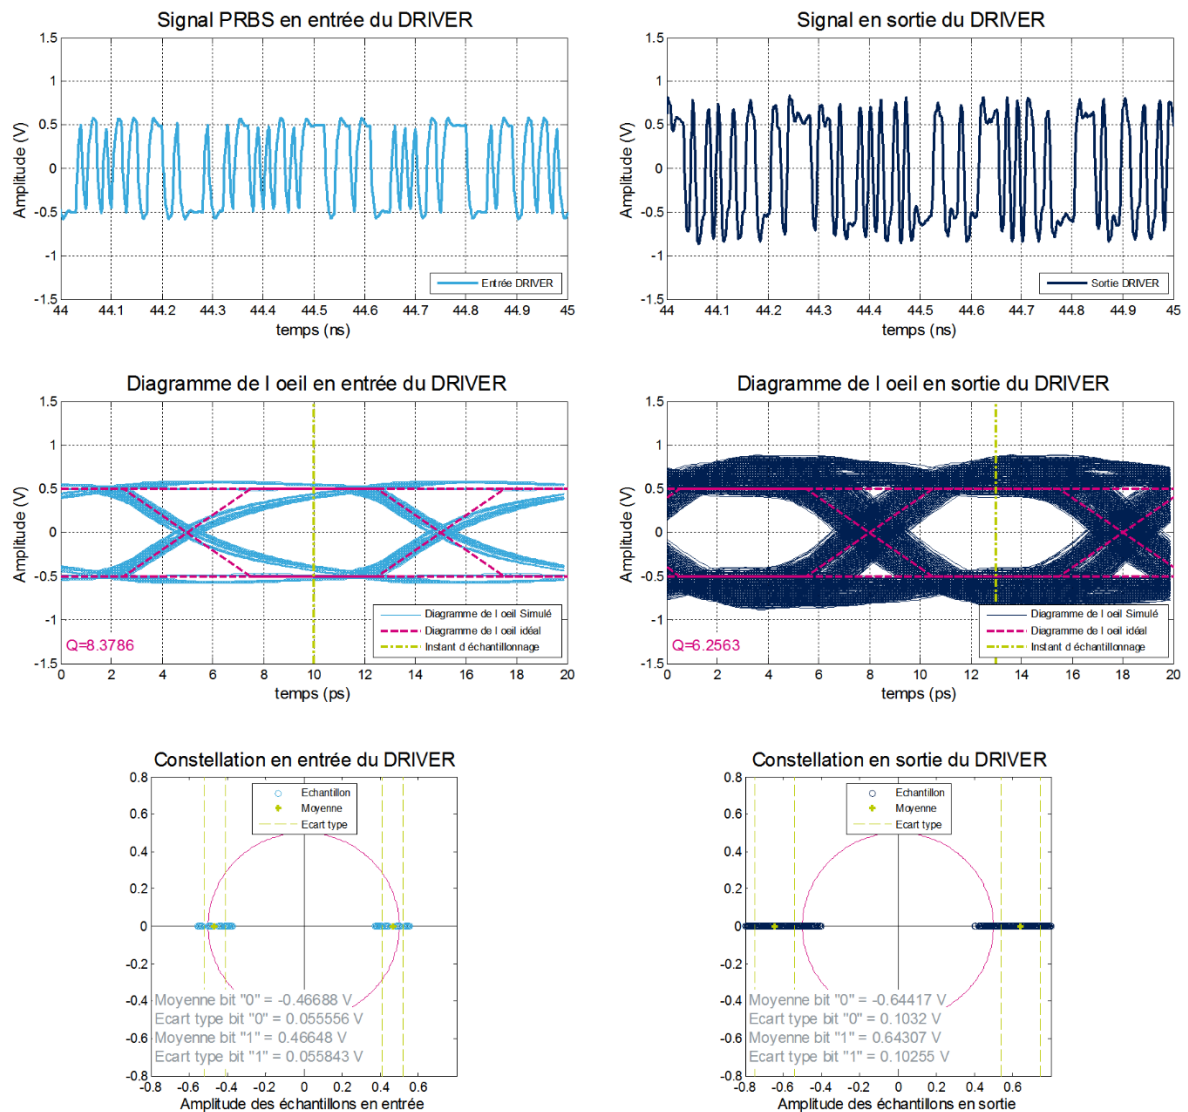 Signal PRBS en entrée du DRIVER
1.5
1
0.5
0
-0.5
-1
-1.5
Amplitude (V)
Entrée DRIVER
44 44.1 44.2 44.3 44.4 44.5 44.6 44.7 44.8 44.9 45
temps (ns)
Signal en sortie du DRIVER
1.5
1
0.5
0
-0.5
-1
-1.5
Amplitude (V)
Sortie DRIVER
44 44.1 44.2 44.3 44.4 44.5 44.6 44.7 44.8 44.9 45
temps (ns)
Diagramme de l oeil en entrée du DRIVER
1.5
1
0.5
0
-0.5
-1
-1.5
Amplitude (V)
Diagramme de l oeil Simulé
Diagramme de l oeil idéal
Instant d échantillonnage
Q=8.3786
0 2 4 6 8 10 12 14 16 18 20
temps (ps)
Diagramme de l oeil en sortie du DRIVER
1.5
1
0.5
0
-0.5
-1
-1.5
Amplitude (V)
Diagramme de l oeil Simulé
Diagramme de l oeil idéal
Instant d échantillonnage
Q=6.2563
0 2 4 6 8 10 12 14 16 18 20
temps (ps)
Constellation en entrée du DRIVER
0.8
0.6
0.4
0.2
0
-0.2
-0.4
-0.6
-0.8
Echantillon
Moyenne
Ecart type
Moyenne bit "0" = -0.46688 V
Ecart type bit "0" = 0.055556 V
Moyenne bit "1" = 0.46648 V
Ecart type bit "1" = 0.055843 V
-0.8 -0.6 -0.4 -0.2 0 0.2 0.4 0.6
Amplitude des échantillons en entrée
Constellation en sortie du DRIVER
0.8
0.6
0.4
0.2
0
-0.2
-0.4
-0.6
-0.8
Echantillon
Moyenne
Ecart type
Moyenne bit "0" = -0.64417 V
Ecart type bit "0" = 0.1032 V
Moyenne bit "1" = 0.64307 V
Ecart type bit "1" = 0.10255 V
-0.8 -0.6 -0.4 -0.2 0 0.2 0.4 0.6
Amplitude des échantillons en sortie